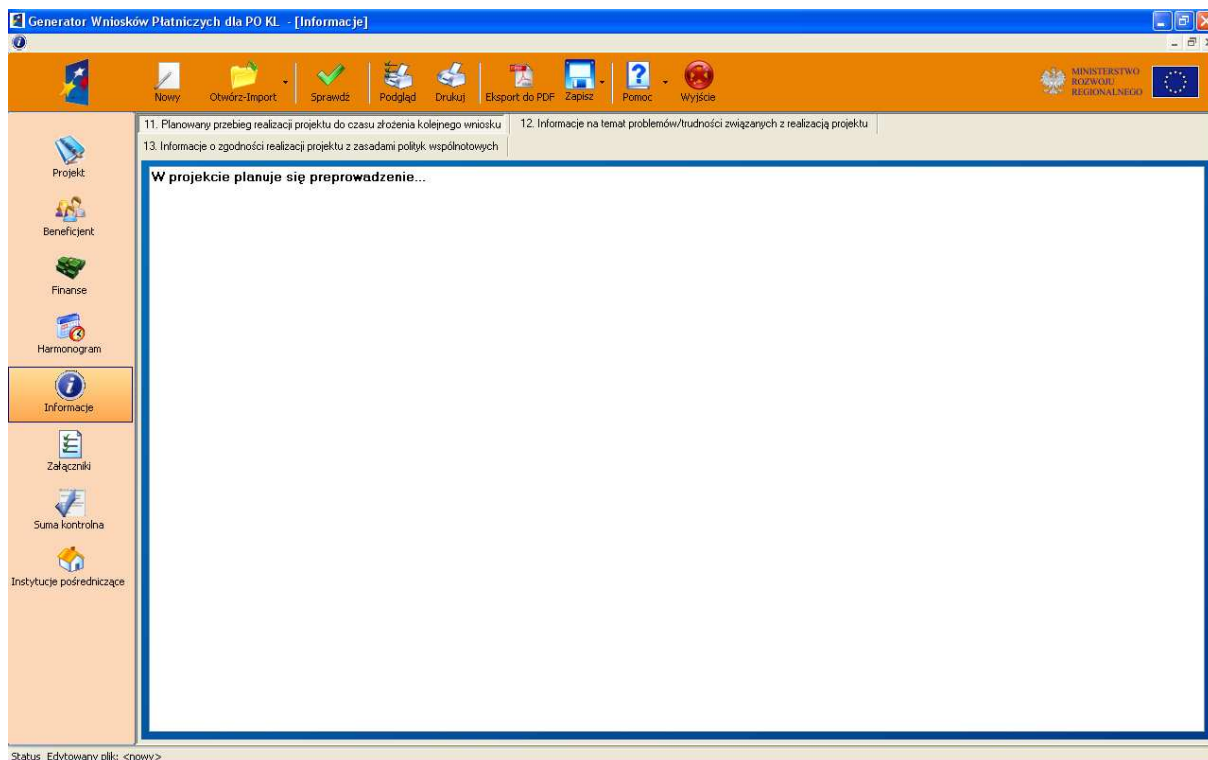 Generator Wniosków Płatniczych dla PO KL - [Informacje]
Nowy Otwórz-Import Sprawdź Podgląd Drukuj Eksport do PDF Zapisz Pomoc Wyjście
MINISTERSTWO
ROZWOJU
REGIONALNEGO
11. Planowany przebieg realizacji projektu do czasu złożenia kolejnego wniosku 12. Informacje na temat problemów/trudności związanych z realizacją projektu
13. Informacje o zgodności realizacji projektu z zasadami polityk wspólnotowych
W projekcie planuje się preprowadzenie...
Projekt
Beneficjent
Finanse
Harmonogram
Informacje
Załączniki
Suma kontrolna
Instytucje pośredniczące
Status Edytowany plik: <nowy>